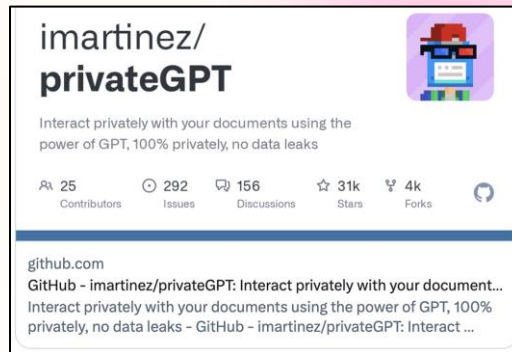 imartinez/
privateGPT
Interact privately with your documents using the
power of GPT, 100% privately, no data leaks
25 292 156 31k 4k
Contributors Issues Discussions Stars Forks
github.com
GitHub - imartinez/privateGPT: Interact privately with your document...
Interact privately with your documents using the power of GPT, 100%
privately, no data leaks - GitHub - imartinez/privateGPT: Interact ...